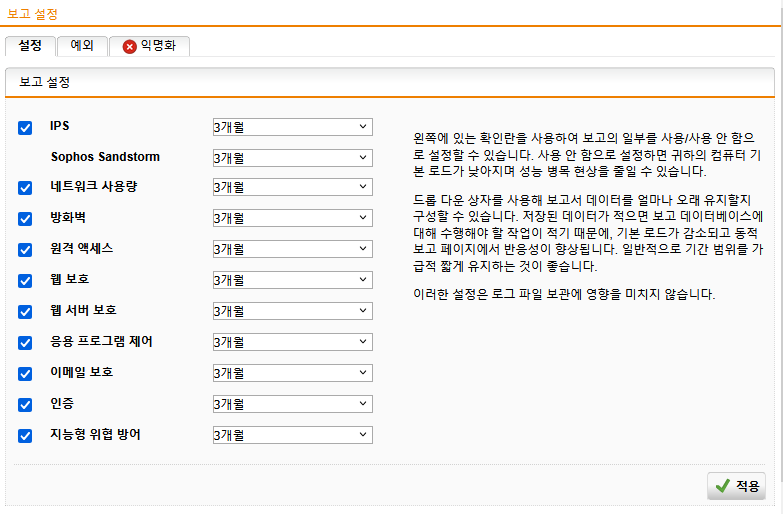 보고 설정
설정 예외 익명화
보고 설정
IPS 3개월
Sophos Sandstorm 3개월
네트워크 사용량 3개월
방화벽 3개월
원격 액세스 3개월
웹 보호 3개월
웹 서버 보호 3개월
응용 프로그램 제어 3개월
이메일 보호 3개월
인증 3개월
지능형 위협 방어 3개월
왼쪽에 있는 확인란을 사용하여 보고의 일부를 사용/사용 안 함으
로 설정할 수 있습니다. 사용 안 함으로 설정하면 귀하의 컴퓨터 기
본 로드가 낮아지며 성능 병목 현상을 줄일 수 있습니다.
드롭 다운 상자를 사용해 보고서 데이터를 얼마나 오래 유지할지
구성할 수 있습니다. 저장된 데이터가 적으면 보고 데이터베이스에
대해 수행해야 할 작업이 적기 때문에, 기본 로드가 감소되고 동적
보고 페이지에서 반응성이 향상됩니다. 일반적으로 기간 범위를 가
급적 짧게 유지하는 것이 좋습니다.
이러한 설정은 로그 파일 보관에 영향을 미치지 않습니다.
적용